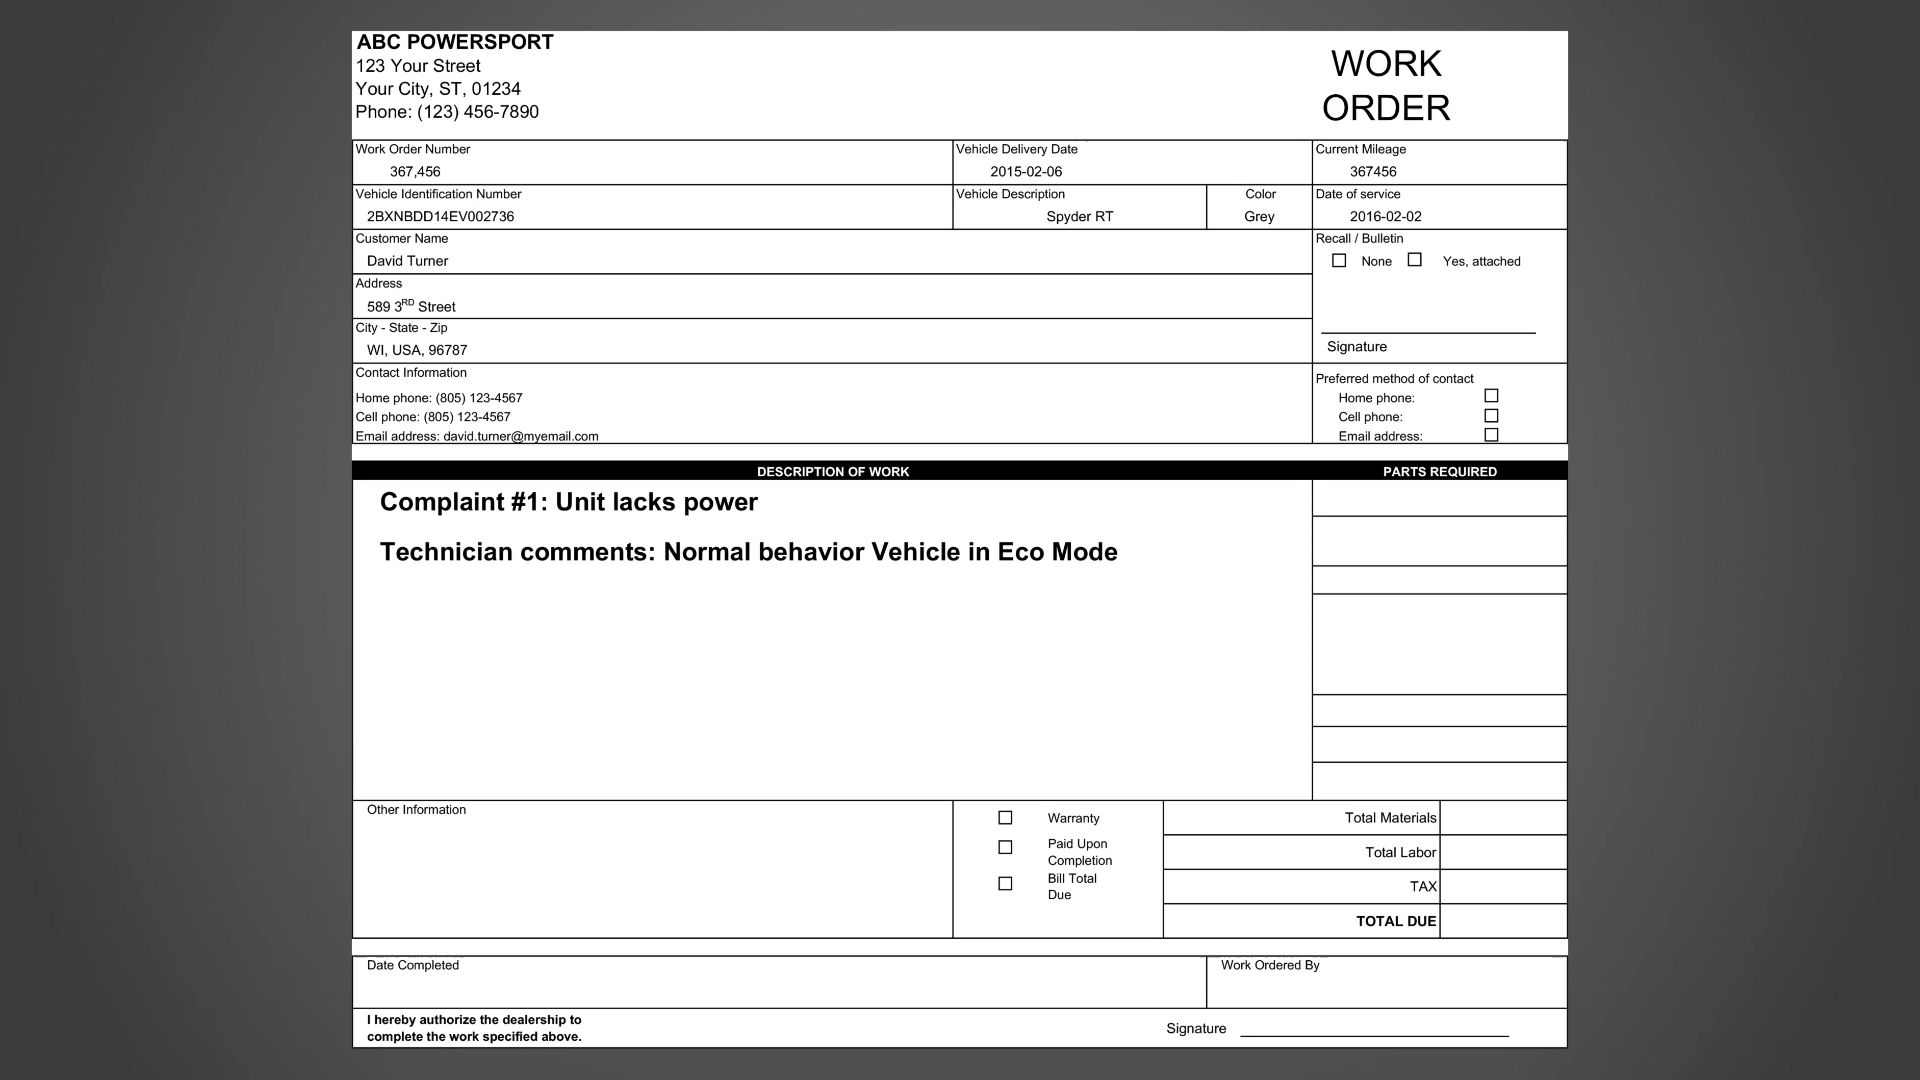 ABC POWERSPORT
123 Your Street
Your City, ST, 01234
Phone: (123) 456-7890
WORK
ORDER
Work Order Number
367,456
Vehicle Delivery Date
2015-02-06
Current Mileage
367456
Vehicle Identification Number
2BXNBDD14EV002736
Vehicle Description
Spyder RT
Color
Grey
Date of service
2016-02-02
Customer Name
David Turner
Recall / Bulletin
None Yes, attached
Address
589 3RD Street
City - State - Zip
WI, USA, 96787
Signature
Contact Information
Home phone: (805) 123-4567
Cell phone: (805) 123-4567
Email address: david.turner@myemail.com
Preferred method of contact
Home phone:
Cell phone:
Email address:
DESCRIPTION OF WORK
PARTS REQUIRED
Complaint #1: Unit lacks power
Technician comments: Normal behavior Vehicle in Eco Mode
Other Information
Warranty
Paid Upon
Completion
Bill Total
Due
Total Materials
Total Labor
TAX
TOTAL DUE
Date Completed
Work Ordered By
I hereby authorize the dealership to
complete the work specified above.
Signature